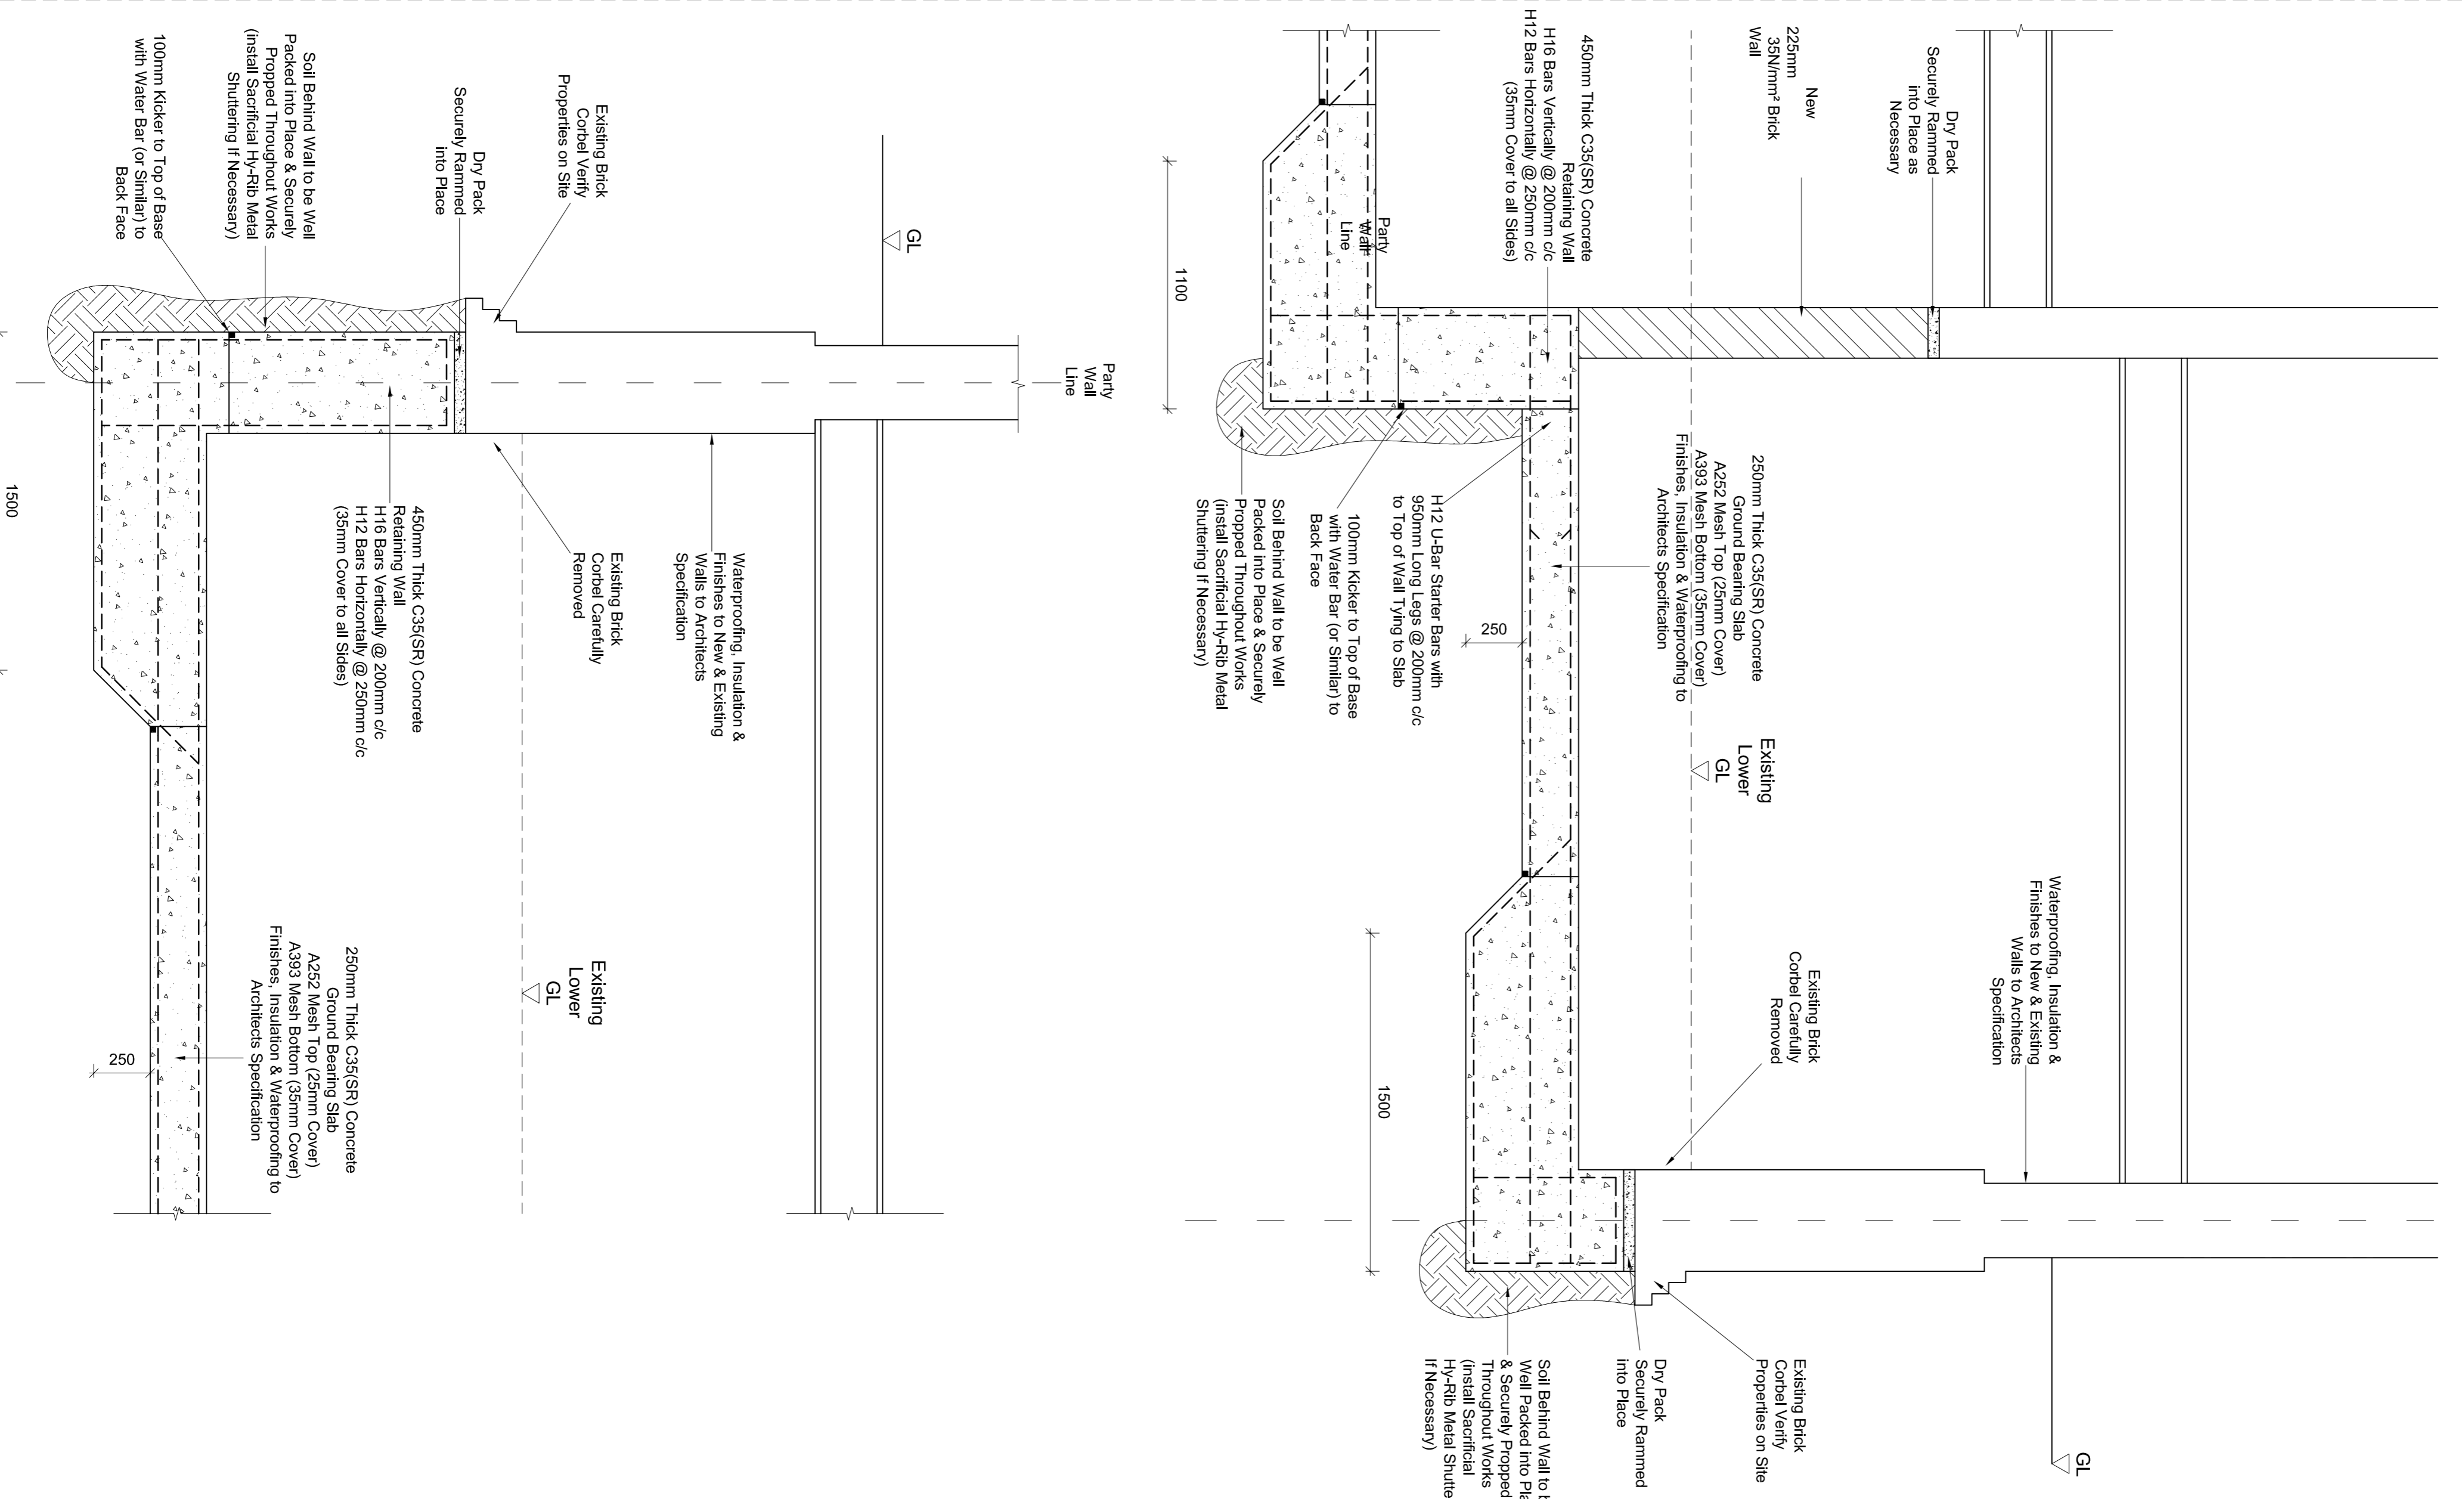 Dry Pack
Securely Rammed
into Place as
Necessary
New
225mm
35N/mm² Brick
Wall
450mm Thick C35(SR) Concrete
Retaining Wall
H16 Bars Vertically @ 200mm c/c
H12 Bars Horizontally @ 250mm c/c
(35mm Cover to all Sides)
Party
Wall
Line
1100
250mm Thick C35(SR) Concrete
Ground Bearing Slab
A252 Mesh Top (25mm Cover)
A393 Mesh Bottom (35mm Cover)
Finishes, Insulation & Waterproofing to
Architects Specification
H12 U-Bar Starter Bars with
950mm Long Legs @ 200mm c/c
to Top of Wall Tying to Slab
100mm Kicker to Top of Base
with Water Bar (or Similar) to
Back Face
Soil Behind Wall to be Well
Packed into Place & Securely
Propped Throughout Works
(install Sacrificial Hy-Rib Metal
Shuttering If Necessary)
250
Existing
Lower
GL
Waterproofing, Insulation &
Finishes to New & Existing
Walls to Architects
Specification
Existing Brick
Corbel Carefully
Removed
1500
Existing Brick
Corbel Verify
Properties on Site
Dry Pack
Securely Rammed
into Place
Soil Behind Wall to
Well Packed into
& Securely Propped
Throughout Works
(install Sacrificial
Hy-Rib Metal
If Necessary)
GL
GL
Party
Wall
Line
Existing Brick
Corbel Verify
Properties on Site
Dry Pack
Securely Rammed
into Place
Soil Behind Wall to be Well
Packed into Place & Securely
Propped Throughout Works
(install Sacrificial Hy-Rib Metal
Shuttering If Necessary)
100mm Kicker to Top of Base
with Water Bar (or Similar) to
Back Face
Waterproofing, Insulation &
Finishes to New & Existing
Walls to Architects
Specification
Existing Brick
Corbel Carefully
Removed
450mm Thick C35(SR) Concrete
Retaining Wall
H16 Bars Vertically @ 200mm c/c
H12 Bars Horizontally @ 250mm c/c
(35mm Cover to all Sides)
1500
Existing
Lower
GL
250mm Thick C35(SR) Concrete
Ground Bearing Slab
A252 Mesh Top (25mm Cover)
A393 Mesh Bottom (35mm Cover)
Finishes, Insulation & Waterproofing to
Architects Specification
250